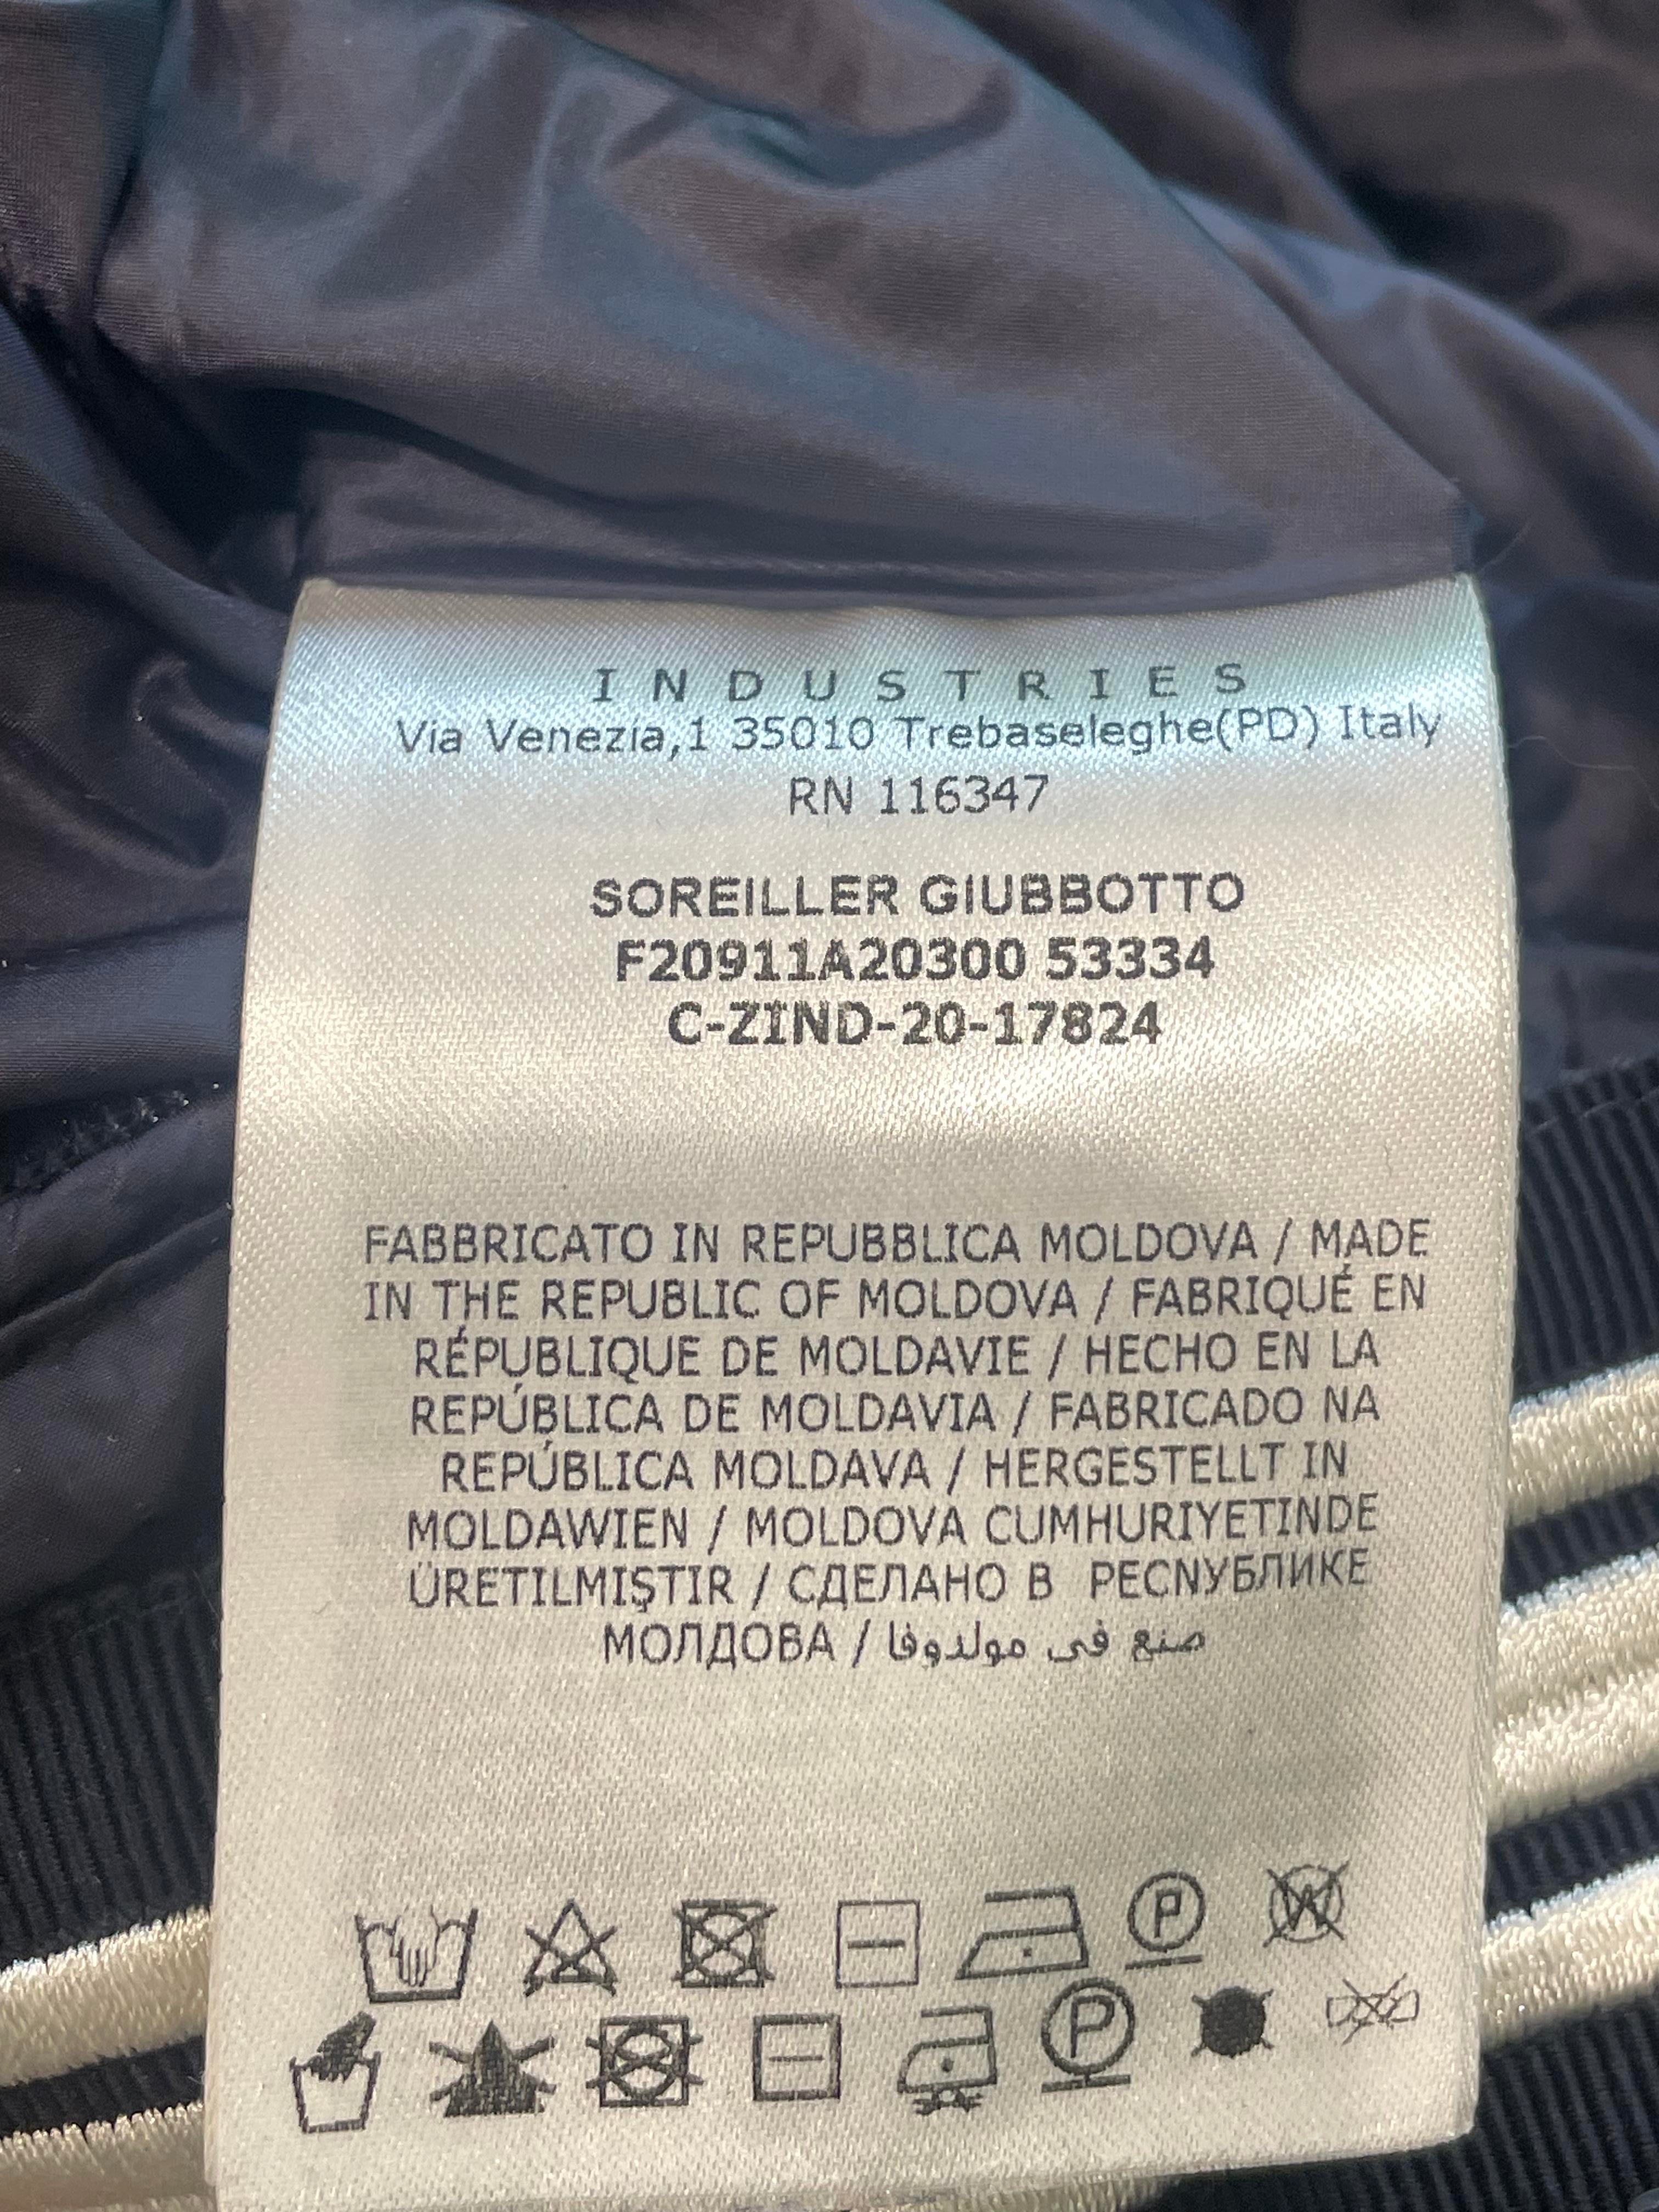 INDUSTRIES
Via Venezia,1 35010 Trebaseleghe(PD) Italy
RN 116347
SOREILLER GIUBBOTTO
F20911A20300 53334
C-ZIND-20-17824
FABBRICATO IN REPUBBLICA MOLDOVA / MADE
IN THE REPUBLIC OF MOLDOVA / FABRIQUÉ EN
RÉPUBLIQUE DE MOLDAVIE / HECHO EN LA
REPÚBLICA DE MOLDAVIA / FABRICADO NA
REPÚBLICA MOLDAVA / HERGESTELLT IN
MOLDAWIEN / MOLDOVA CUMHURIYETINDE
ÜRETILMIŞTIR / СДЕЛАНО В РЕСNУБЛИКЕ
МОЛДОВА / صنع في مولدوفا
P W
P